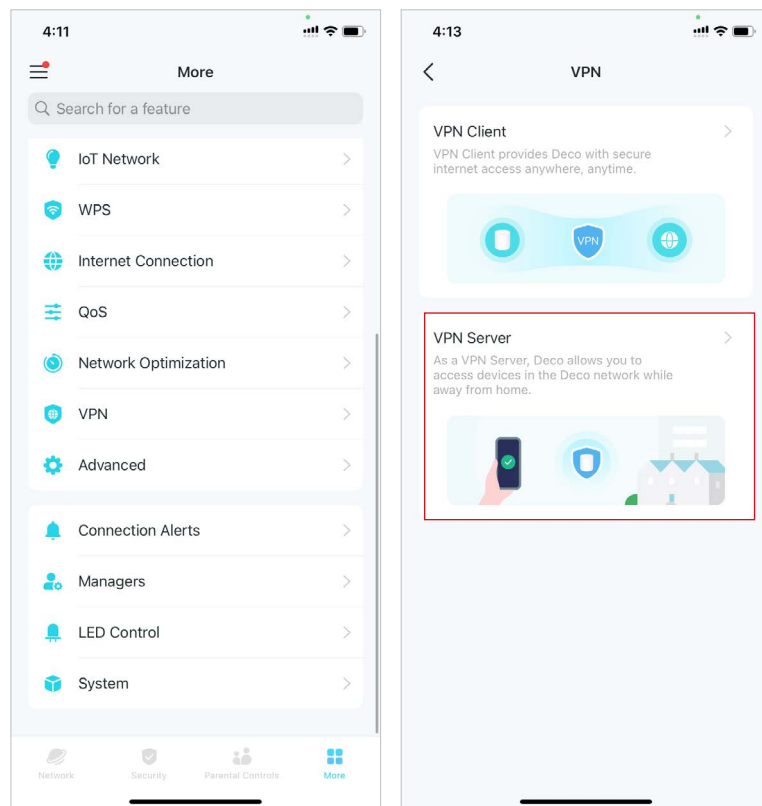 4:11
More
Search for a feature
IoT Network
WPS
Internet Connection
QoS
Network Optimization
VPN
Advanced
Connection Alerts
Managers
LED Control
System
Network
Security
Parental Controls
More
4:13
VPN
VPN Client
VPN Client provides Deco with secure
internet access anywhere, anytime.
VPN
VPN Server
As a VPN Server, Deco allows you to
access devices in the Deco network while
away from home.